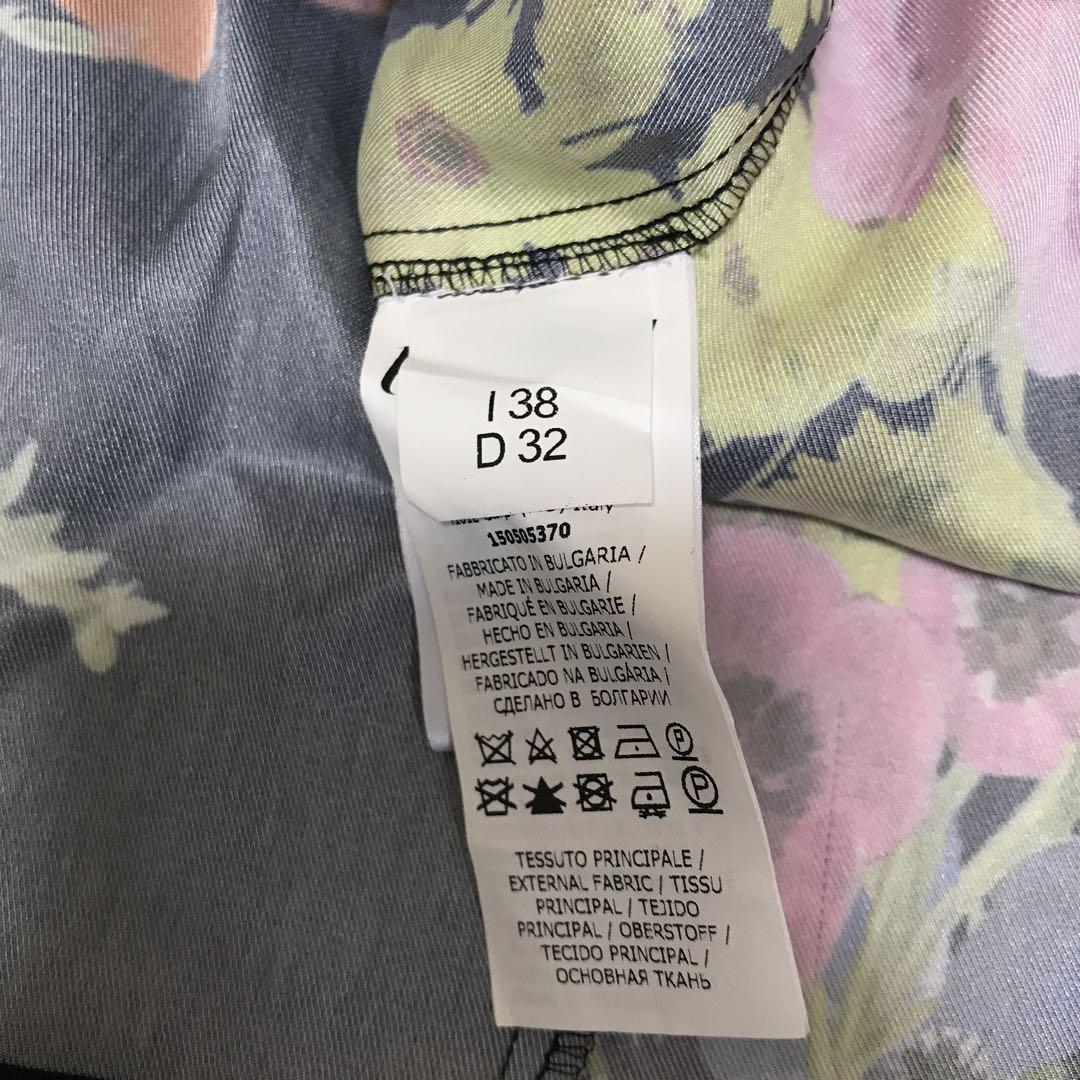 I 38
D 32
Italy
150505370
FABBRICATO IN BULGARIA /
MADE IN BULGARIA /
FABRIQUÉ EN BULGARIE /
HECHO EN BULGARIA /
HERGESTELLT IN BULGARIEN /
FABRICADO NA BULGÁRIA /
СДЕЛАНО В БОЛГАРИИ
P
P
TESSUTO PRINCIPALE /
EXTERNAL FABRIC / TISSU
PRINCIPAL / TEJIDO
PRINCIPAL / OBERSTOFF /
TECIDO PRINCIPAL /
ОСНОВНАЯ ТКАНЬ